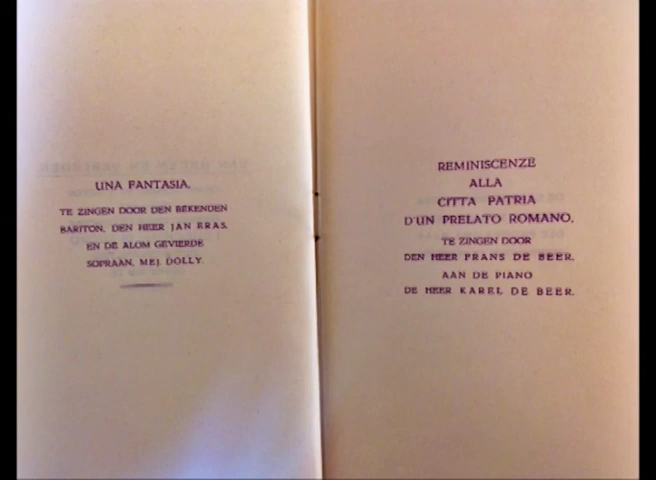 UNA FANTASIA,
TE ZINGEN DOOR DEN BEKENDEN
BARITON, DEN HEER JAN ERAS,
EN DE ALOM GEVIERDE
SOPRAAN, MEJ. DOLLY.
REMINISCENZE
ALLA
CITTA PATRIA
D'UN PRELATO ROMANO,
TE ZINGEN DOOR
DEN HEER FRANS DE BEER,
AAN DE PIANO
DE HEER KAREL DE BEER.